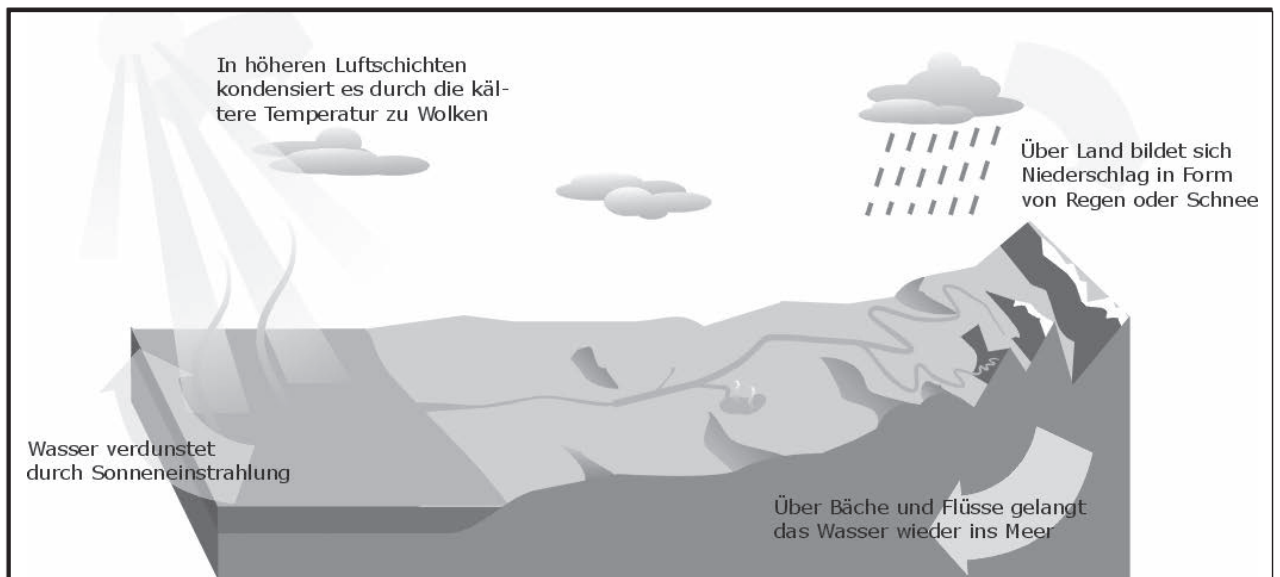 In höheren Luftschichten
kondensiert es durch die käl-
tere Temperatur zu Wolken
Über Land bildet sich
Niederschlag in Form
von Regen oder Schnee
Wasser verdunstet
durch Sonneneinstrahlung
Über Bäche und Flüsse gelangt
das Wasser wieder ins Meer